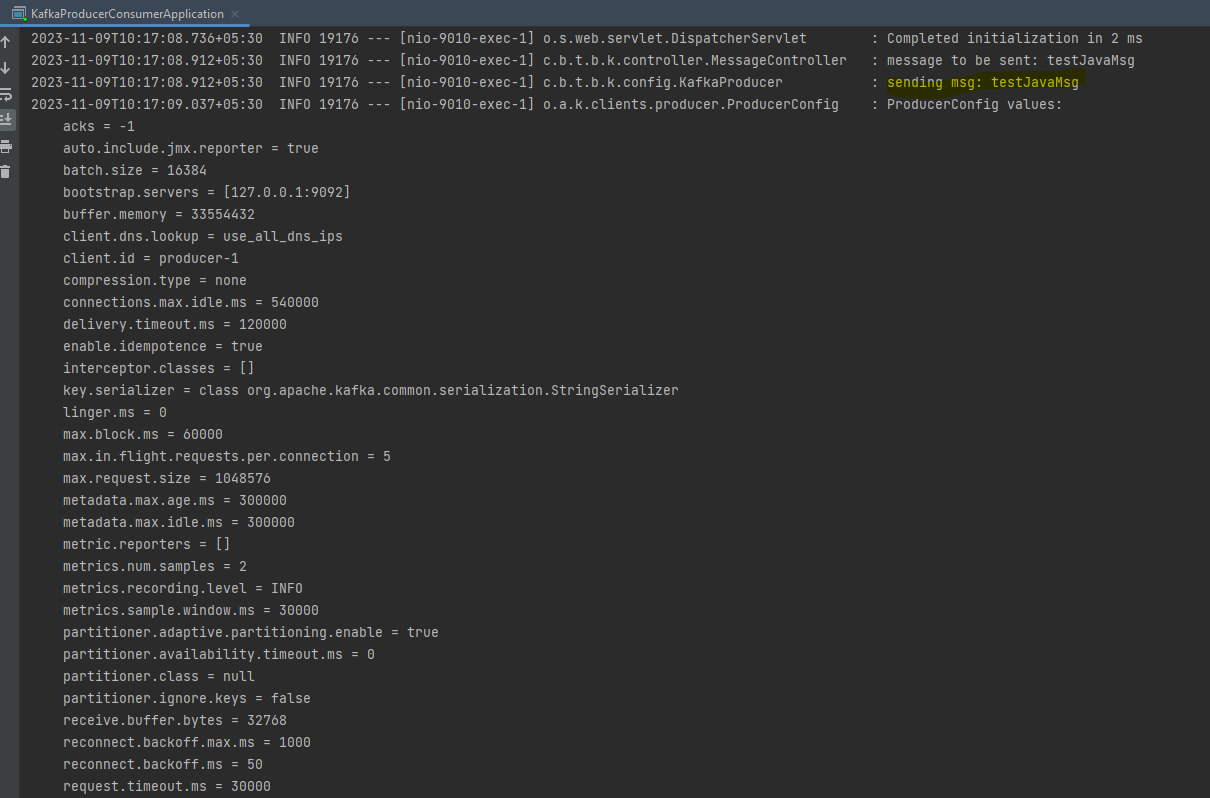 KafkaProducerConsumerApplication
2023-11-09T10:17:08.736+05:30  INFO 19176 --- [nio-9010-exec-1] o.s.web.servlet.DispatcherServlet        : Completed initialization in 2 ms
2023-11-09T10:17:08.912+05:30  INFO 19176 --- [nio-9010-exec-1] c.b.t.b.k.controller.MessageController   : message to be sent: testJavaMsg
2023-11-09T10:17:08.912+05:30  INFO 19176 --- [nio-9010-exec-1] c.b.t.b.k.config.KafkaProducer           : sending msg: testJavaMsg
2023-11-09T10:17:09.037+05:30  INFO 19176 --- [nio-9010-exec-1] o.a.k.clients.producer.ProducerConfig    : ProducerConfig values:
acks = -1
auto.include.jmx.reporter = true
batch.size = 16384
bootstrap.servers = [127.0.0.1:9092]
buffer.memory = 33554432
client.dns.lookup = use_all_dns_ips
client.id = producer-1
compression.type = none
connections.max.idle.ms = 540000
delivery.timeout.ms = 120000
enable.idempotence = true
interceptor.classes = []
key.serializer = class org.apache.kafka.common.serialization.StringSerializer
linger.ms = 0
max.block.ms = 60000
max.in.flight.requests.per.connection = 5
max.request.size = 1048576
metadata.max.age.ms = 300000
metadata.max.idle.ms = 300000
metric.reporters = []
metrics.num.samples = 2
metrics.recording.level = INFO
metrics.sample.window.ms = 30000
partitioner.adaptive.partitioning.enable = true
partitioner.availability.timeout.ms = 0
partitioner.class = null
partitioner.ignore.keys = false
receive.buffer.bytes = 32768
reconnect.backoff.max.ms = 1000
reconnect.backoff.ms = 50
request.timeout.ms = 30000